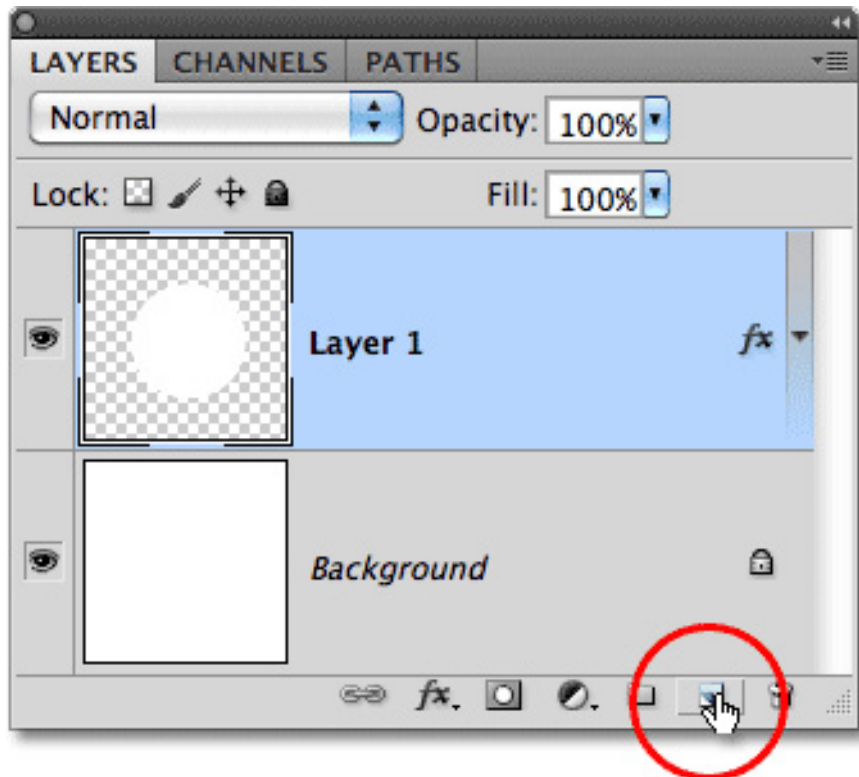 LAYERS CHANNELS PATHS
Normal Opacity: 100%
Lock: Fill: 100%
Layer 1 fx
Background
fx.